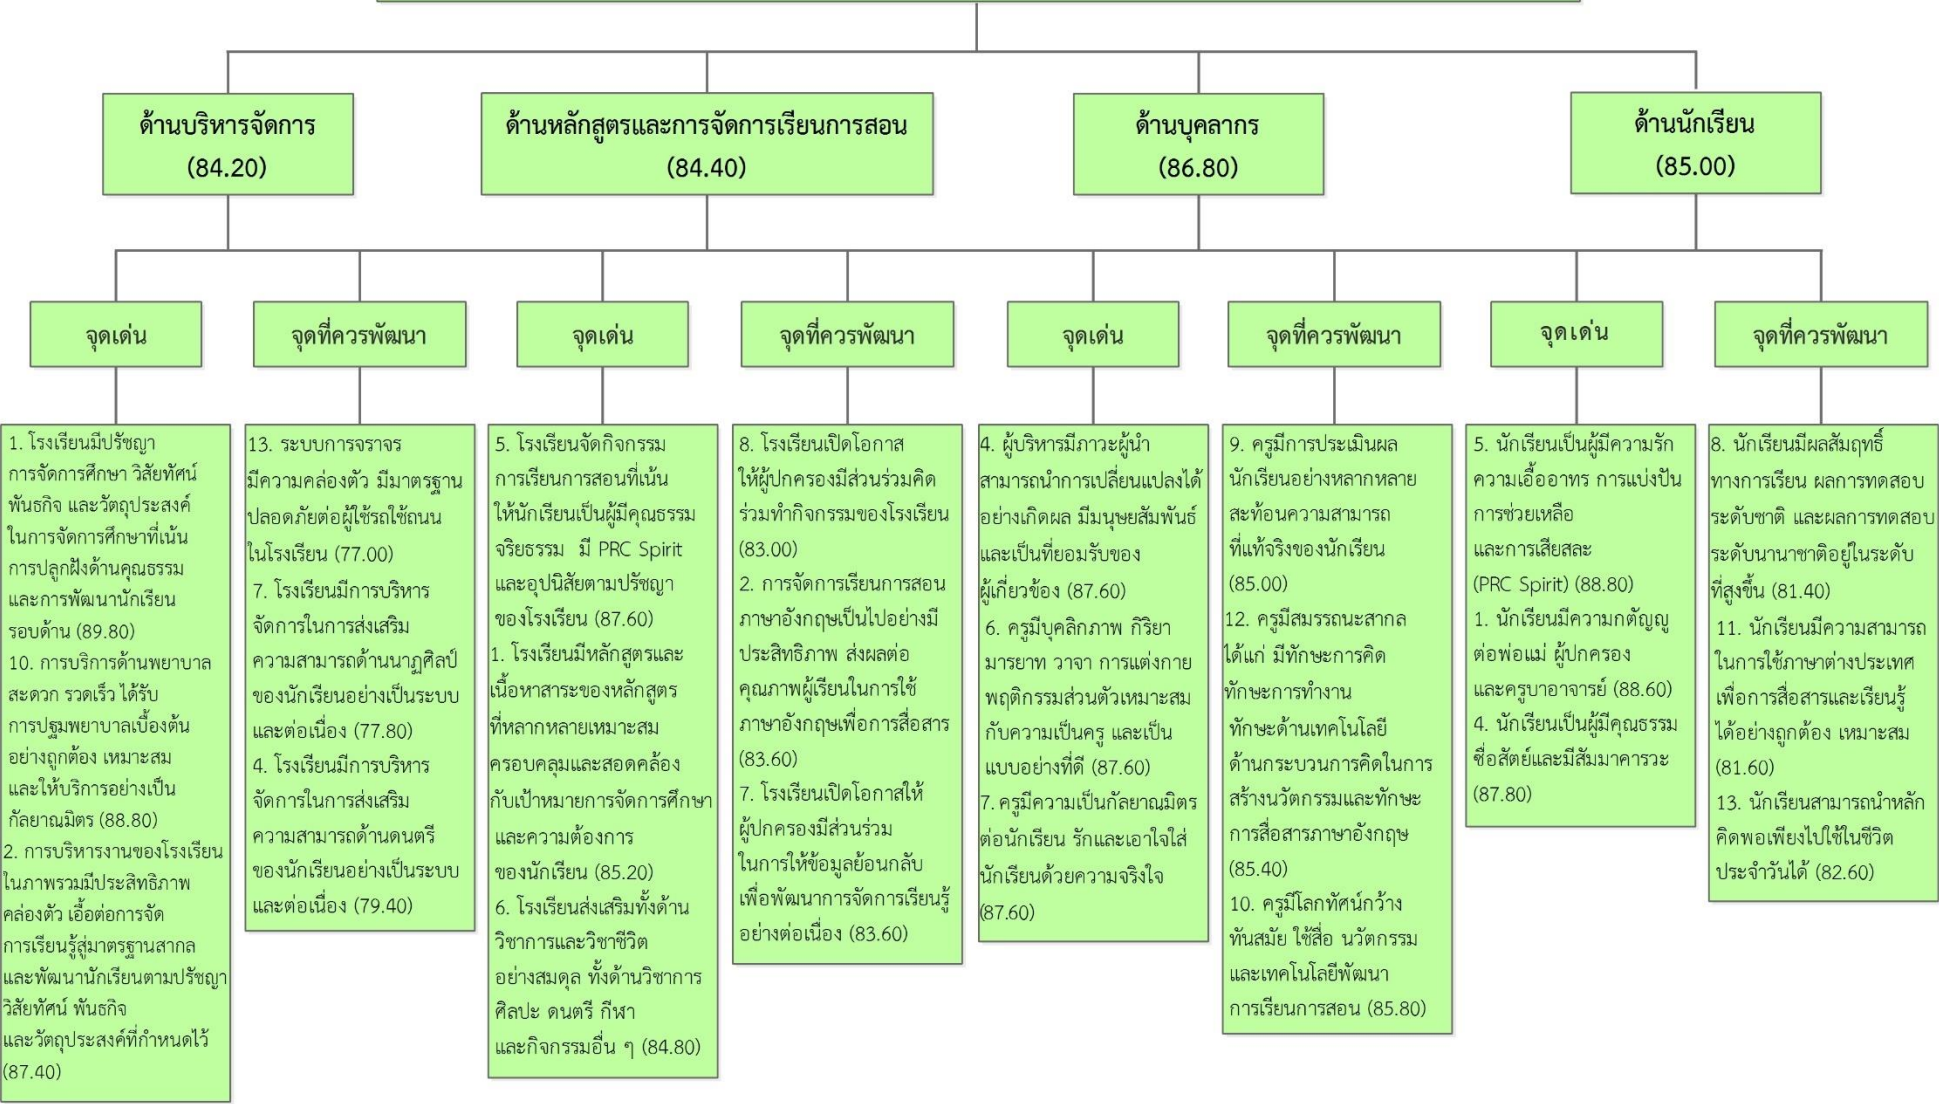 ด้านบริหารจัดการ
(84.20)
ด้านหลักสูตรและการจัดการเรียนการสอน
(84.40)
ด้านบุคลากร
(86.80)
ด้านนักเรียน
(85.00)
จุดเด่น
จุดที่ควรพัฒนา
จุดเด่น
จุดที่ควรพัฒนา
จุดเด่น
จุดที่ควรพัฒนา
จุดเด่น
จุดที่ควรพัฒนา
1. โรงเรียนมีปรัชญา
การจัดการศึกษา วิสัยทัศน์
พันธกิจ และวัตถุประสงค์
ในการจัดการศึกษาที่เน้น
การปลูกฝังด้านคุณธรรม
และการพัฒนานักเรียน
รอบด้าน (89.80)
10. การบริการด้านพยาบาล
สะดวก รวดเร็ว ได้รับ
การปฐมพยาบาลเบื้องต้น
อย่างถูกต้อง เหมาะสม
และให้บริการอย่างเป็น
กัลยาณมิตร (88.80)
2. การบริหารงานของโรงเรียน
ในภาพรวมมีประสิทธิภาพ
คล่องตัว เอื้อต่อการจัด
การเรียนรู้สู่มาตรฐานสากล
และพัฒนานักเรียนตามปรัชญา
วิสัยทัศน์ พันธกิจ
และวัตถุประสงค์ที่กำหนดไว้
(87.40)
13. ระบบการจราจร
มีความคล่องตัว มีมาตรฐาน
ปลอดภัยต่อผู้ใช้รถใช้ถนน
ในโรงเรียน (77.00)
7. โรงเรียนมีการบริหาร
จัดการในการส่งเสริม
ความสามารถด้านนาฏศิลป์
ของนักเรียนอย่างเป็นระบบ
และต่อเนื่อง (77.80)
4. โรงเรียนมีการบริหาร
จัดการในการส่งเสริม
ความสามารถด้านดนตรี
ของนักเรียนอย่างเป็นระบบ
และต่อเนื่อง (79.40)
5. โรงเรียนจัดกิจกรรม
การเรียนการสอนที่เน้น
ให้นักเรียนเป็นผู้มีคุณธรรม
จริยธรรม มี PRC Spirit
และอุปนิสัยตามปรัชญา
ของโรงเรียน (87.60)
1. โรงเรียนมีหลักสูตรและ
เนื้อหาสาระของหลักสูตร
ที่หลากหลายเหมาะสม
ครอบคลุมและสอดคล้อง
กับเป้าหมายการจัดการศึกษา
และความต้องการ
ของนักเรียน (85.20)
6. โรงเรียนส่งเสริมทั้งด้าน
วิชาการและวิชาชีวิต
อย่างสมดุล ทั้งด้านวิชาการ
ศิลปะ ดนตรี กีฬา
และกิจกรรมอื่น ๆ (84.80)
8. โรงเรียนเปิดโอกาส
ให้ผู้ปกครองมีส่วนร่วมคิด
ร่วมทำกิจกรรมของโรงเรียน
(83.00)
2. การจัดการเรียนการสอน
ภาษาอังกฤษเป็นไปอย่างมี
ประสิทธิภาพ ส่งผลต่อ
คุณภาพผู้เรียนในการใช้
ภาษาอังกฤษเพื่อการสื่อสาร
(83.60)
7. โรงเรียนเปิดโอกาสให้
ผู้ปกครองมีส่วนร่วม
ในการให้ข้อมูลย้อนกลับ
เพื่อพัฒนาการจัดการเรียนรู้
อย่างต่อเนื่อง (83.60)
4. ผู้บริหารมีภาวะผู้นำ
สามารถนำการเปลี่ยนแปลงได้
อย่างเกิดผล มีมนุษยสัมพันธ์
และเป็นที่ยอมรับของ
ผู้เกี่ยวข้อง (87.60)
6. ครูมีบุคลิกภาพ กิริยา
มารยาท วาจา การแต่งกาย
พฤติกรรมส่วนตัวเหมาะสม
กับความเป็นครู และเป็น
แบบอย่างที่ดี (87.60)
7. ครูมีความเป็นกัลยาณมิตร
ต่อนักเรียน รักและเอาใจใส่
นักเรียนด้วยความจริงใจ
(87.60)
9. ครูมีการประเมินผล
นักเรียนอย่างหลากหลาย
สะท้อนความสามารถ
ที่แท้จริงของนักเรียน
(85.00)
12. ครูมีสมรรถนะสากล
ได้แก่ มีทักษะการคิด
ทักษะการทำงาน
ทักษะด้านเทคโนโลยี
ด้านกระบวนการคิดในการ
สร้างนวัตกรรมและทักษะ
การสื่อสารภาษาอังกฤษ
(85.40)
10. ครูมีโลกทัศน์กว้าง
ทันสมัย ใช้สื่อ นวัตกรรม
และเทคโนโลยีพัฒนา
การเรียนการสอน (85.80)
5. นักเรียนเป็นผู้มีความรัก
ความเอื้ออาทร การแบ่งปัน
การช่วยเหลือ
และการเสียสละ
(PRC Spirit) (88.80)
1. นักเรียนมีความกตัญญู
ต่อพ่อแม่ ผู้ปกครอง
และครูบาอาจารย์ (88.60)
4. นักเรียนเป็นผู้มีคุณธรรม
ซื่อสัตย์และมีสัมมาคารวะ
(87.80)
8. นักเรียนมีผลสัมฤทธิ์
ทางการเรียน ผลการทดสอบ
ระดับชาติ และผลการทดสอบ
ระดับนานาชาติอยู่ในระดับ
ที่สูงขึ้น (81.40)
11. นักเรียนมีความสามารถ
ในการใช้ภาษาต่างประเทศ
เพื่อการสื่อสารและเรียนรู้
ได้อย่างถูกต้อง เหมาะสม
(81.60)
13. นักเรียนสามารถนำหลัก
คิดพอเพียงไปใช้ในชีวิต
ประจำวันได้ (82.60)